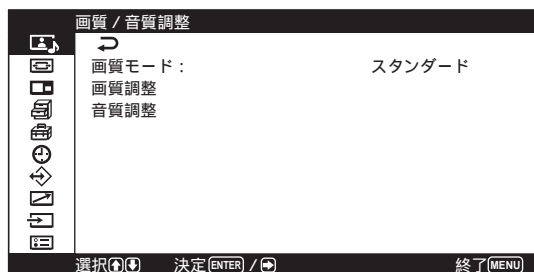 画質 / 音質調整
画質モード： スタンダード
画質調整
音質調整
選択 決定 ENTER / 終了 MENU